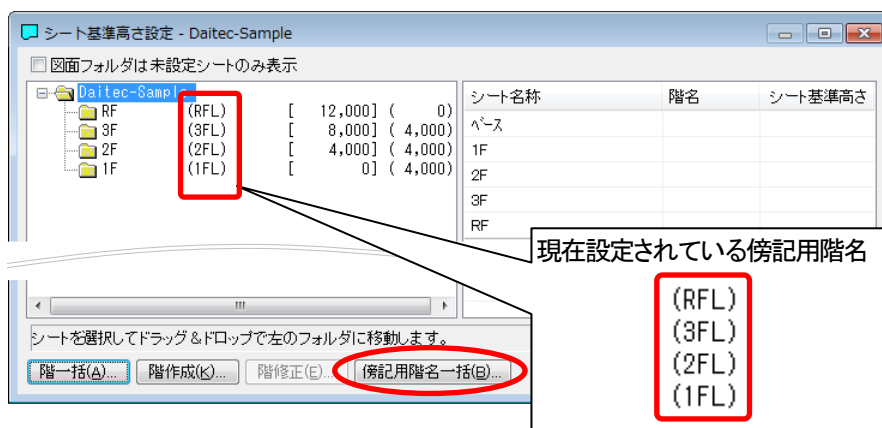 シート基準高さ設定 - Daitec-Sample
図面フォルダは未設定シートのみ表示
Daitec-Sample
RF (RFL) [ 12,000] ( 0)
3F (3FL) [ 8,000] ( 4,000)
2F (2FL) [ 4,000] ( 4,000)
1F (1FL) [ 0] ( 4,000)
シート名称 階名 シート基準高さ
ﾍﾞｰｽ
1F
2F
3F
RF
現在設定されている傍記用階名
(RFL)
(3FL)
(2FL)
(1FL)
シートを選択してドラッグ＆ドロップで左のフォルダに移動します。
階一括(A)... 階作成(K)... 階修正(E)... 傍記用階名一括(B)...